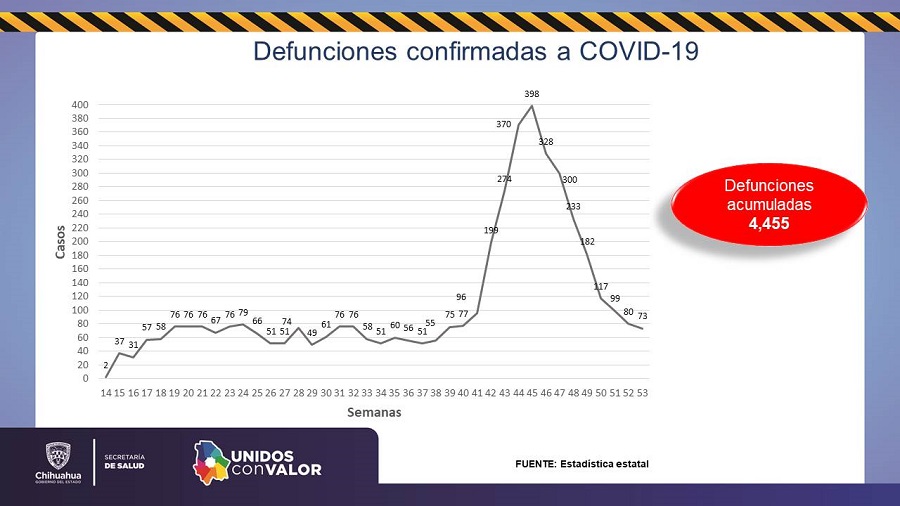 Defunciones confirmadas a COVID-19
Casos
400
380
360
340
320
300
280
260
240
220
200
180
160
140
120
100
80
60
40
20
0
2 37 31 57 58 76 76 76 67 76 79 66 51 51 74 49 61 76 76 58 51 60 56 51 55 75 77 96 199 274 370 398 328 300 233 182 117 99 80 73
14 15 16 17 18 19 20 21 22 23 24 25 26 27 28 29 30 31 32 33 34 35 36 37 38 39 40 41 42 43 44 45 46 47 48 49 50 51 52 53
Semanas
Defunciones
acumuladas
4,455
Chihuahua
GOBIERNO DEL ESTADO
SECRETARÍA
DE SALUD
UNIDOS
conVALOR
FUENTE: Estadística estatal